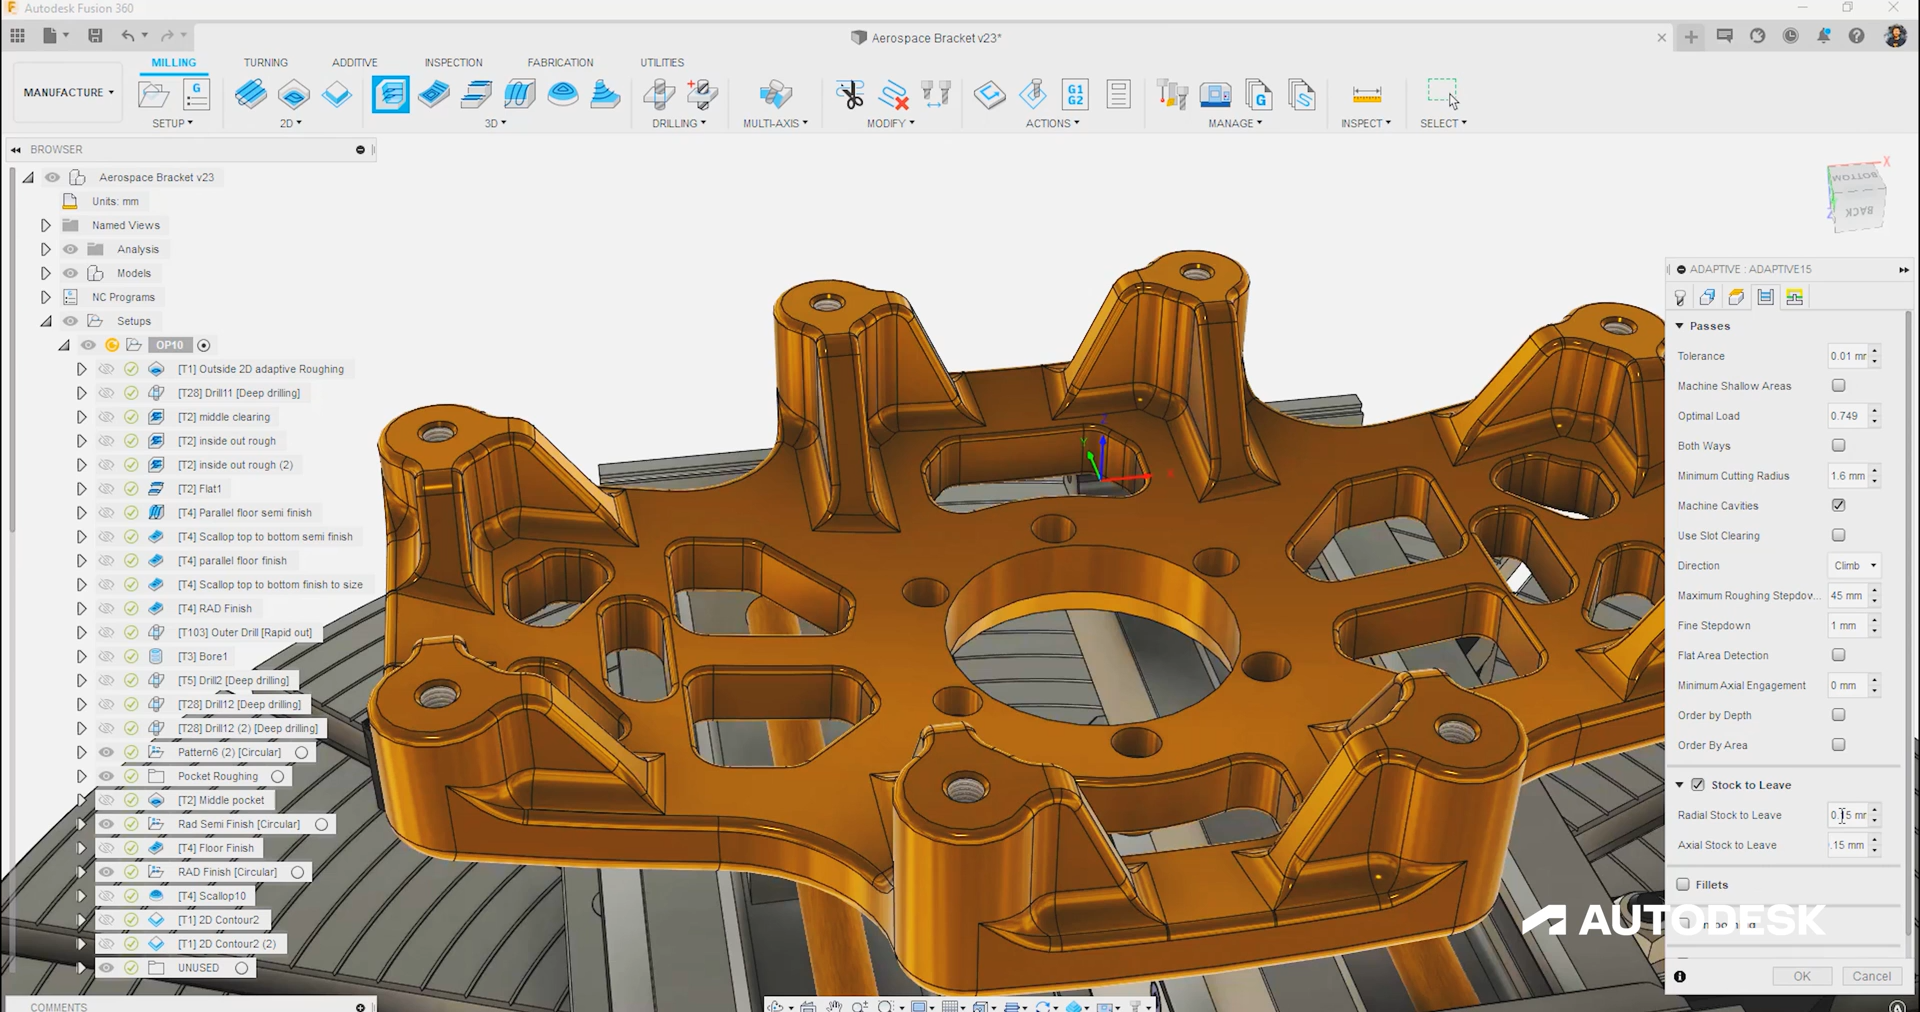 Autodesk Fusion 360
Aerospace Bracket v23*
MILLING TURNING ADDITIVE INSPECTION FABRICATION UTILITIES
MANUFACTURE
G
G1
G2
G
S
SETUP 2D 3D DRILLING MULTI-AXIS MODIFY ACTIONS MANAGE INSPECT SELECT
BROWSER
Aerospace Bracket v23
Units: mm
Named Views
Analysis
Models
NC Programs
Setups
OP10
[T1] Outside 2D adaptive Roughing
[T28] Drill11 [Deep drilling]
[T2] middle clearing
[T2] inside out rough
[T2] inside out rough (2)
[T2] Flat1
[T4] Parallel floor semi finish
[T4] Scallop top to bottom semi finish
[T4] parallel floor finish
[T4] Scallop top to bottom finish to size
[T4] RAD Finish
[T103] Outer Drill [Rapid out]
[T3] Bore1
[T5] Drill2 [Deep drilling]
[T28] Drill12 [Deep drilling]
[T28] Drill12 (2) [Deep drilling]
Pattern6 (2) [Circular]
Pocket Roughing
[T2] Middle pocket
Rad Semi Finish [Circular]
[T4] Floor Finish
RAD Finish [Circular]
[T4] Scallop10
[T1] 2D Contour2
[T1] 2D Contour2 (2)
UNUSED
COMMENTS
X
BOTTOM
BACK
Z
Y
ADAPTIVE : ADAPTIVE15
Passes
Tolerance 0.01 mr
Machine Shallow Areas
Optimal Load 0.749
Both Ways
Minimum Cutting Radius 1.6 mm
Machine Cavities
Use Slot Clearing
Direction Climb
Maximum Roughing Stepdov... 45 mm
Fine Stepdown 1 mm
Flat Area Detection
Minimum Axial Engagement 0 mm
Order by Depth
Order By Area
Stock to Leave
Radial Stock to Leave 0.15 mr
Axial Stock to Leave .15 mm
Fillets
AUTODESK
OK Cancel